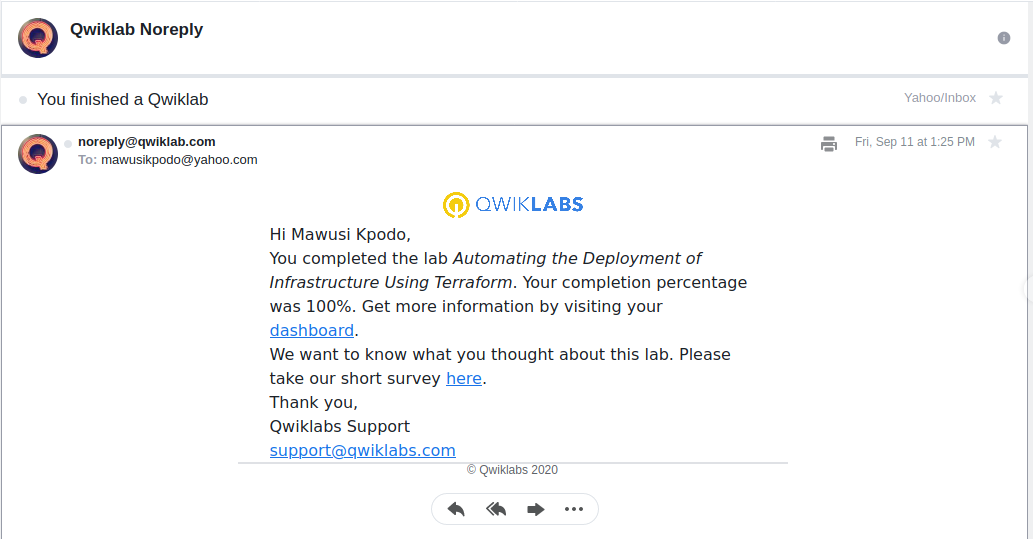 Qwiklab Noreply
You finished a Qwiklab
Yahoo/Inbox
noreply@qwiklab.com
Fri, Sep 11 at 1:25 PM
To: mawusikpodo@yahoo.com
QWIKLABS
Hi Mawusi Kpodo,
You completed the lab Automating the Deployment of
Infrastructure Using Terraform. Your completion percentage
was 100%. Get more information by visiting your
dashboard.
We want to know what you thought about this lab. Please
take our short survey here.
Thank you,
Qwiklabs Support
support@qwiklabs.com
© Qwiklabs 2020